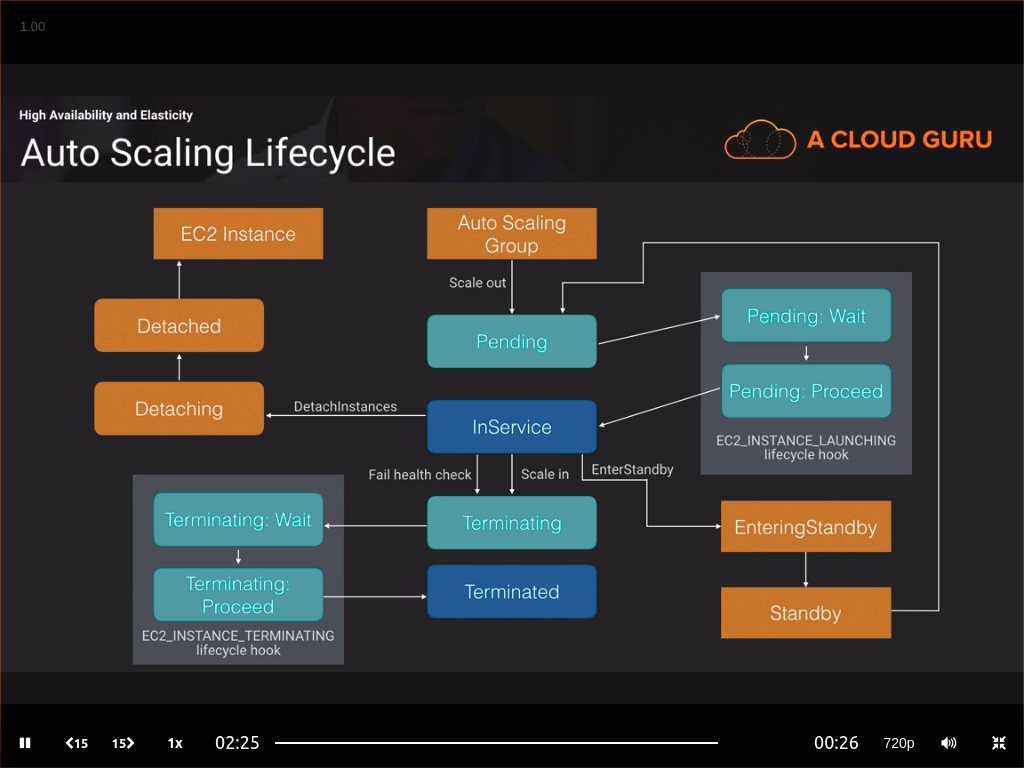 1.00
High Availability and Elasticity
Auto Scaling Lifecycle
A CLOUD GURU
EC2 Instance
Auto Scaling
Group
Scale out
Detached
Pending
Pending: Wait
Pending: Proceed
EC2_INSTANCE_LAUNCHING
lifecycle hook
Detaching
DetachInstances
InService
Fail health check
Scale in
EnterStandby
Terminating: Wait
Terminating
EnteringStandby
Terminating:
Proceed
Terminated
Standby
EC2_INSTANCE_TERMINATING
lifecycle hook
15
15
1x
02:25
00:26
720p